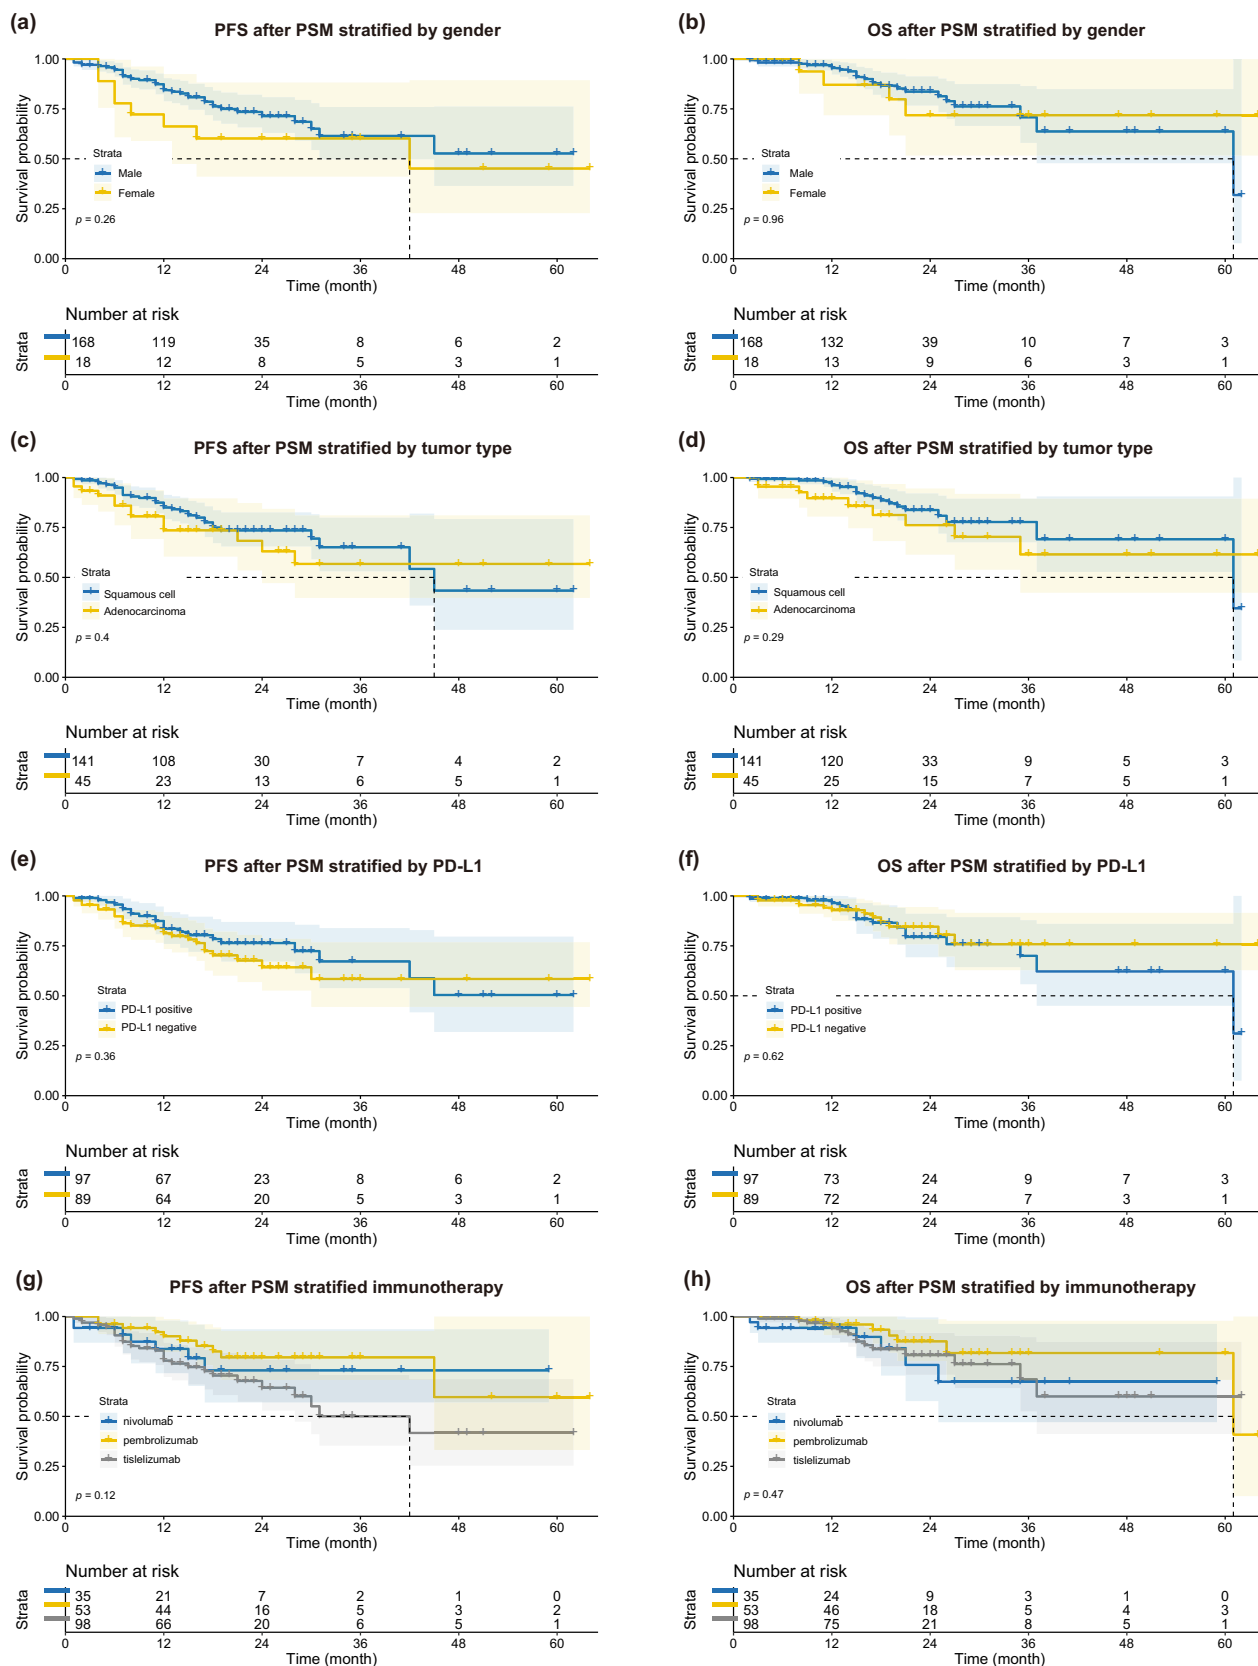 (a)
PFS after PSM stratified by gender
Survival probability
1.00
0.75
0.50
0.25
0.00
Strata
Male
Female
p = 0.26
0 12 24 36 48 60
Time (month)
Number at risk
Strata
168 119 35 8 6 2
18 12 8 5 3 1
0 12 24 36 48 60
Time (month)
(b)
OS after PSM stratified by gender
Survival probability
1.00
0.75
0.50
0.25
0.00
Strata
Male
Female
p = 0.96
0 12 24 36 48 60
Time (month)
Number at risk
Strata
168 132 39 10 7 3
18 13 9 6 3 1
0 12 24 36 48 60
Time (month)
(c)
PFS after PSM stratified by tumor type
Survival probability
1.00
0.75
0.50
0.25
0.00
Strata
Squamous cell
Adenocarcinoma
p = 0.4
0 12 24 36 48 60
Time (month)
Number at risk
Strata
141 108 30 7 4 2
45 23 13 6 5 1
0 12 24 36 48 60
Time (month)
(d)
OS after PSM stratified by tumor type
Survival probability
1.00
0.75
0.50
0.25
0.00
Strata
Squamous cell
Adenocarcinoma
p = 0.29
0 12 24 36 48 60
Time (month)
Number at risk
Strata
141 120 33 9 5 3
45 25 15 7 5 1
0 12 24 36 48 60
Time (month)
(e)
PFS after PSM stratified by PD-L1
Survival probability
1.00
0.75
0.50
0.25
0.00
Strata
PD-L1 positive
PD-L1 negative
p = 0.36
0 12 24 36 48 60
Time (month)
Number at risk
Strata
97 67 23 8 6 2
89 64 20 5 3 1
0 12 24 36 48 60
Time (month)
(f)
OS after PSM stratified by PD-L1
Survival probability
1.00
0.75
0.50
0.25
0.00
Strata
PD-L1 positive
PD-L1 negative
p = 0.62
0 12 24 36 48 60
Time (month)
Number at risk
Strata
97 73 24 9 7 3
89 72 24 7 3 1
0 12 24 36 48 60
Time (month)
(g)
PFS after PSM stratified immunotherapy
Survival probability
1.00
0.75
0.50
0.25
0.00
Strata
nivolumab
pembrolizumab
tislelizumab
p = 0.12
0 12 24 36 48 60
Time (month)
Number at risk
Strata
35 21 7 2 1 0
53 44 16 5 3 2
98 66 20 6 5 1
0 12 24 36 48 60
Time (month)
(h)
OS after PSM stratified by immunotherapy
Survival probability
1.00
0.75
0.50
0.25
0.00
Strata
nivolumab
pembrolizumab
tislelizumab
p = 0.47
0 12 24 36 48 60
Time (month)
Number at risk
Strata
35 24 9 3 1 0
53 46 18 5 4 3
98 75 21 8 5 1
0 12 24 36 48 60
Time (month)